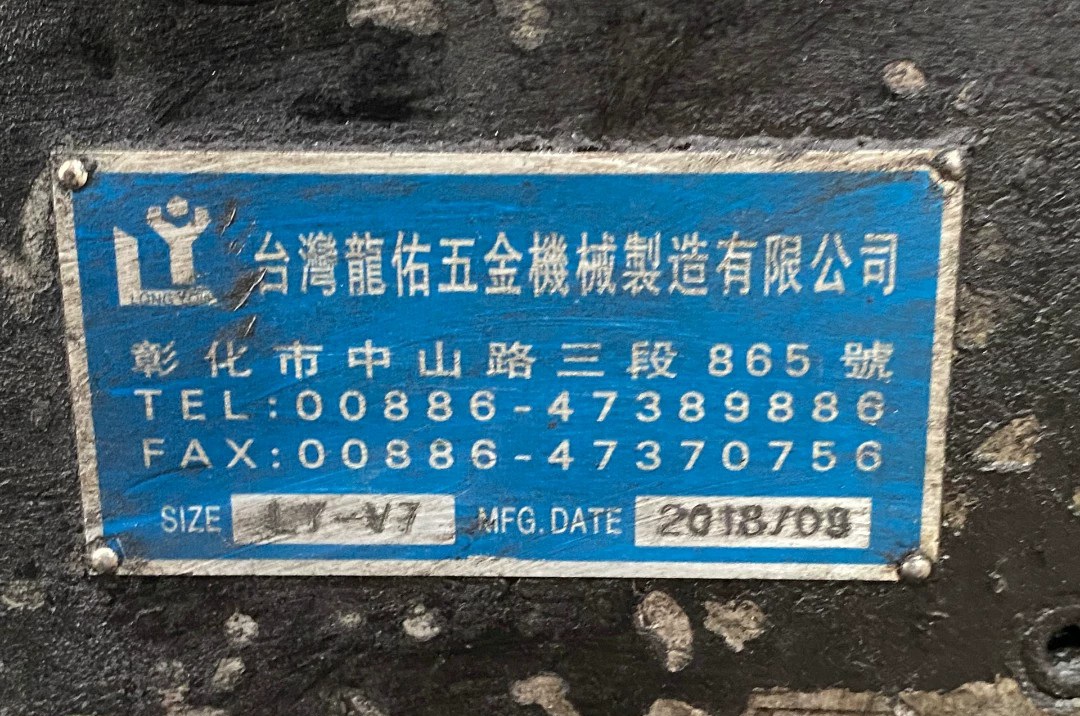 台灣龍佑五金機械製造有限公司
彰化市中山路三段865號
TEL:00886-47389886
FAX:00886-47370756
SIZE LY-V7 MFG. DATE 2018/09